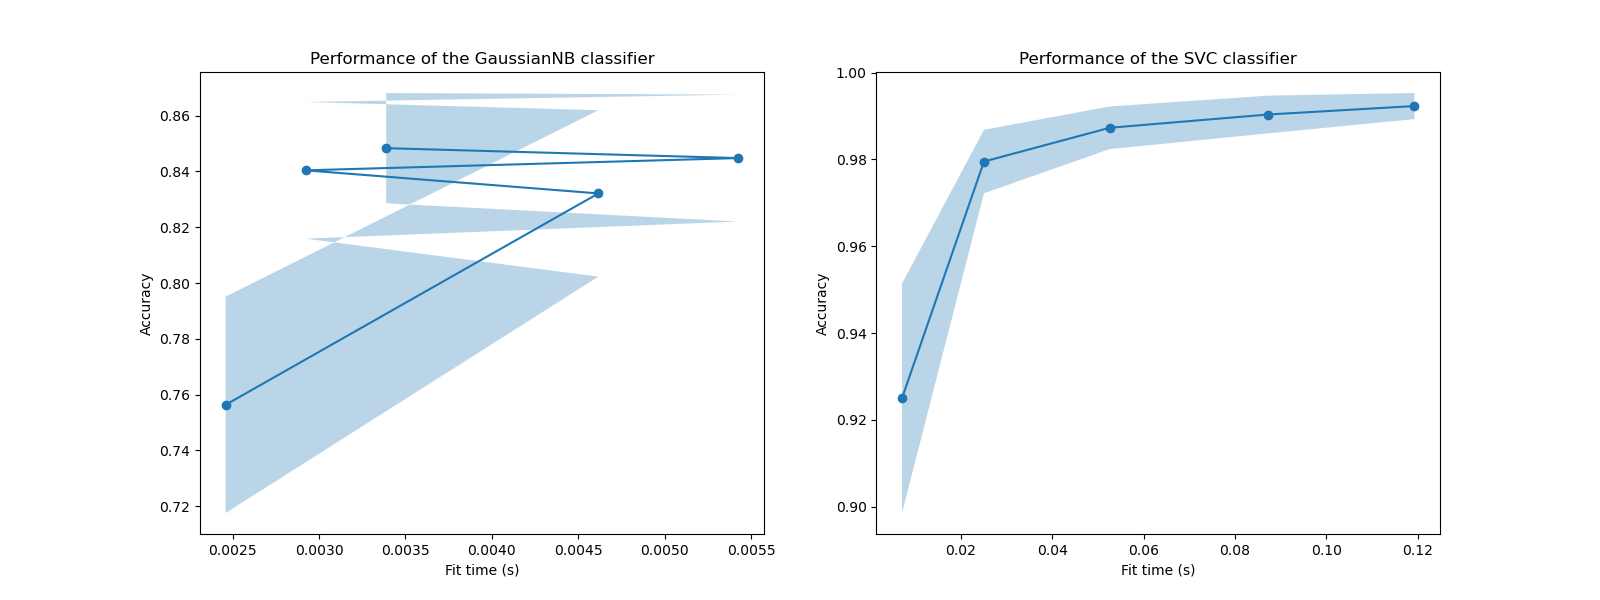 Performance of the GaussianNB classifier
Accuracy
0.86
0.84
0.82
0.80
0.78
0.76
0.74
0.72
0.0025 0.0030 0.0035 0.0040 0.0045 0.0050 0.0055
Fit time (s)
Performance of the SVC classifier
Accuracy
1.00
0.98
0.96
0.94
0.92
0.90
0.02 0.04 0.06 0.08 0.10 0.12
Fit time (s)